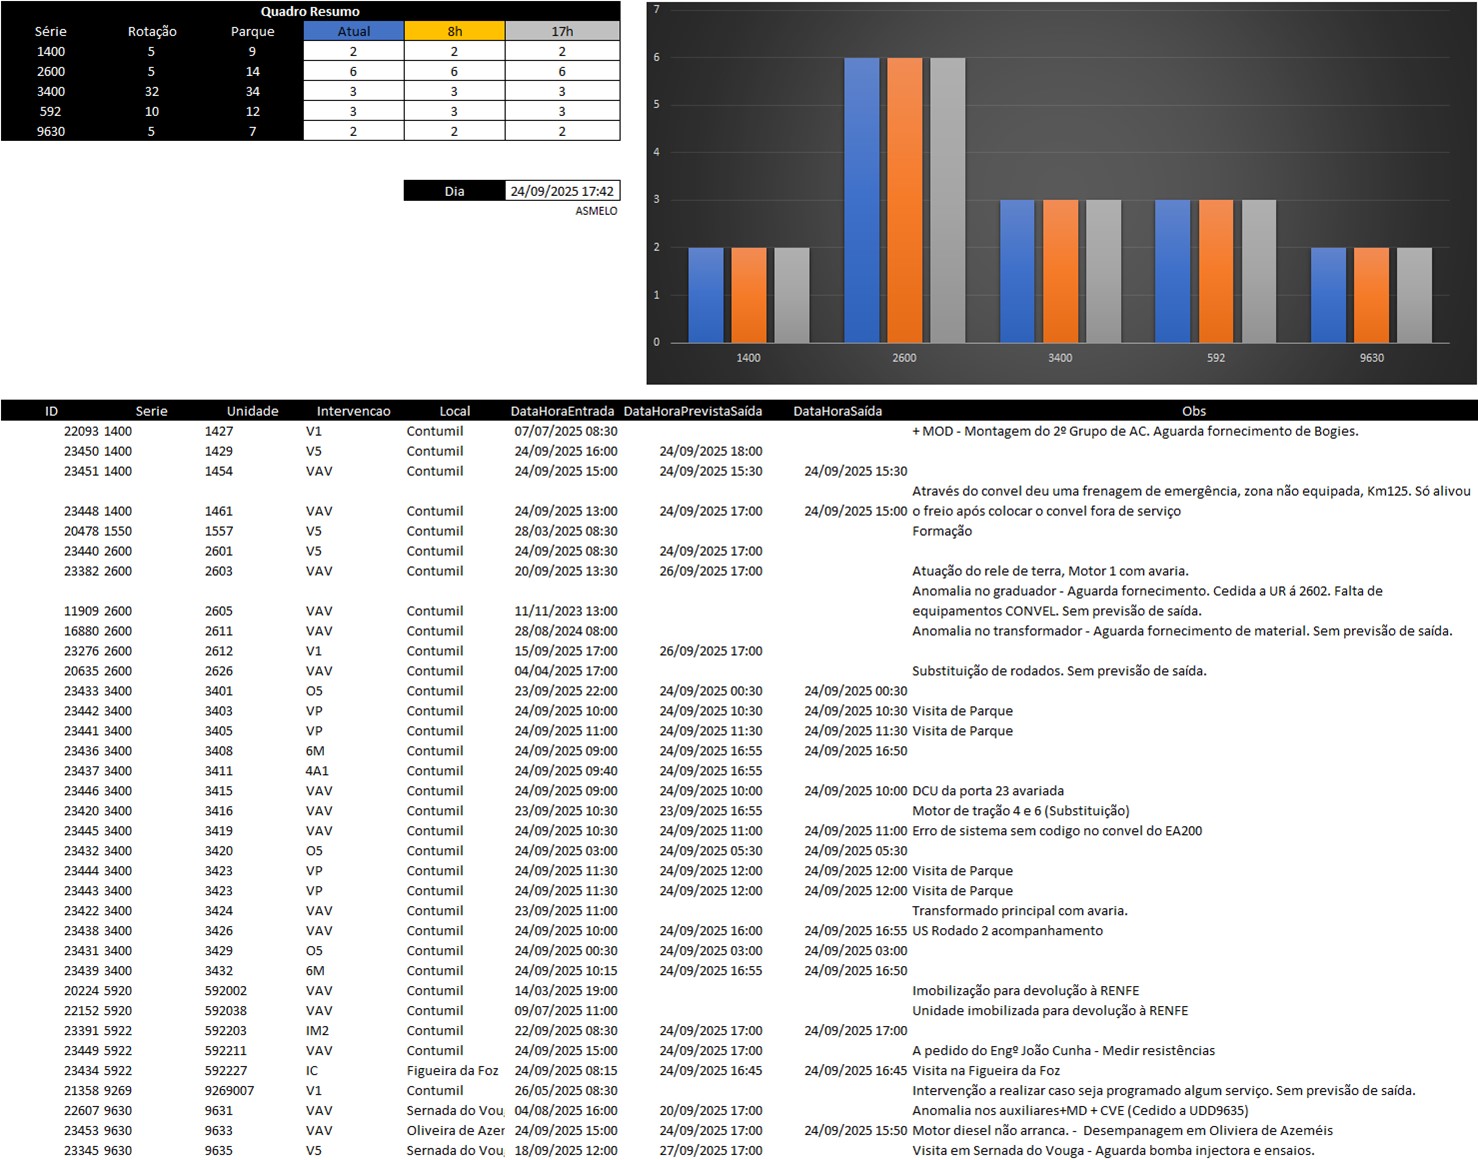 Quadro Resumo
Série Rotação Parque Atual 8h 17h
1400 5 9 2 2 2
2600 5 14 6 6 6
3400 32 34 3 3 3
592 10 12 3 3 3
9630 5 7 2 2 2
Dia 24/09/2025 17:42
ASMELO
7
6
5
4
3
2
1
0
1400 2600 3400 592 9630
ID Serie Unidade Intervencao Local DataHoraEntrada DataHoraPrevistaSaída DataHoraSaída Obs
22093 1400 1427 V1 Contumil 07/07/2025 08:30 + MOD - Montagem do 2º Grupo de AC. Aguarda fornecimento de Bogies.
23450 1400 1429 V5 Contumil 24/09/2025 16:00 24/09/2025 18:00
23451 1400 1454 VAV Contumil 24/09/2025 15:00 24/09/2025 15:30 24/09/2025 15:30
Através do convel deu uma frenagem de emergência, zona não equipada, Km125. Só alivou
23448 1400 1461 VAV Contumil 24/09/2025 13:00 24/09/2025 17:00 24/09/2025 15:00 o freio após colocar o convel fora de serviço
20478 1550 1557 V5 Contumil 28/03/2025 08:30 Formação
23440 2600 2601 V5 Contumil 24/09/2025 08:30 24/09/2025 17:00
23382 2600 2603 VAV Contumil 20/09/2025 13:30 26/09/2025 17:00 Atuação do rele de terra, Motor 1 com avaria.
Anomalia no graduador - Aguarda fornecimento. Cedida a UR á 2602. Falta de
11909 2600 2605 VAV Contumil 11/11/2023 13:00 equipamentos CONVEL. Sem previsão de saída.
16880 2600 2611 VAV Contumil 28/08/2024 08:00 Anomalia no transformador - Aguarda fornecimento de material. Sem previsão de saída.
23276 2600 2612 V1 Contumil 15/09/2025 17:00 26/09/2025 17:00
20635 2600 2626 VAV Contumil 04/04/2025 17:00 Substituição de rodados. Sem previsão de saída.
23433 3400 3401 O5 Contumil 23/09/2025 22:00 24/09/2025 00:30 24/09/2025 00:30
23442 3400 3403 VP Contumil 24/09/2025 10:00 24/09/2025 10:30 24/09/2025 10:30 Visita de Parque
23441 3400 3405 VP Contumil 24/09/2025 11:00 24/09/2025 11:30 24/09/2025 11:30 Visita de Parque
23436 3400 3408 6M Contumil 24/09/2025 09:00 24/09/2025 16:55 24/09/2025 16:50
23437 3400 3411 4A1 Contumil 24/09/2025 09:40 24/09/2025 16:55
23446 3400 3415 VAV Contumil 24/09/2025 09:00 24/09/2025 10:00 24/09/2025 10:00 DCU da porta 23 avariada
23420 3400 3416 VAV Contumil 23/09/2025 10:30 23/09/2025 16:55 Motor de tração 4 e 6 (Substituição)
23445 3400 3419 VAV Contumil 24/09/2025 10:30 24/09/2025 11:00 24/09/2025 11:00 Erro de sistema sem codigo no convel do EA200
23432 3400 3420 O5 Contumil 24/09/2025 03:00 24/09/2025 05:30 24/09/2025 05:30
23444 3400 3423 VP Contumil 24/09/2025 11:30 24/09/2025 12:00 24/09/2025 12:00 Visita de Parque
23443 3400 3423 VP Contumil 24/09/2025 11:30 24/09/2025 12:00 24/09/2025 12:00 Visita de Parque
23422 3400 3424 VAV Contumil 23/09/2025 11:00 Transformado principal com avaria.
23438 3400 3426 VAV Contumil 24/09/2025 10:00 24/09/2025 16:00 24/09/2025 16:55 US Rodado 2 acompanhamento
23431 3400 3429 O5 Contumil 24/09/2025 00:30 24/09/2025 03:00 24/09/2025 03:00
23439 3400 3432 6M Contumil 24/09/2025 10:15 24/09/2025 16:55 24/09/2025 16:50
20224 5920 592002 VAV Contumil 14/03/2025 19:00 Imobilização para devolução à RENFE
22152 5920 592038 VAV Contumil 09/07/2025 11:00 Unidade imobilizada para devolução à RENFE
23391 5922 592203 IM2 Contumil 22/09/2025 08:30 24/09/2025 17:00 24/09/2025 17:00
23449 5922 592211 VAV Contumil 24/09/2025 15:00 24/09/2025 17:00 A pedido do Engº João Cunha - Medir resistências
23434 5922 592227 IC Figueira da Foz 24/09/2025 08:15 24/09/2025 16:45 24/09/2025 16:45 Visita na Figueira da Foz
21358 9269 9269007 V1 Contumil 26/05/2025 08:30 Intervenção a realizar caso seja programado algum serviço. Sem previsão de saída.
22607 9630 9631 VAV Sernada do Vou 04/08/2025 16:00 20/09/2025 17:00 Anomalia nos auxiliares+MD + CVE (Cedido a UDD9635)
23453 9630 9633 VAV Oliveira de Azer 24/09/2025 15:00 24/09/2025 17:00 24/09/2025 15:50 Motor diesel não arranca. - Desempanagem em Oliviera de Azeméis
23345 9630 9635 V5 Sernada do Vou 18/09/2025 12:00 27/09/2025 17:00 Visita em Sernada do Vouga - Aguarda bomba injectora e ensaios.